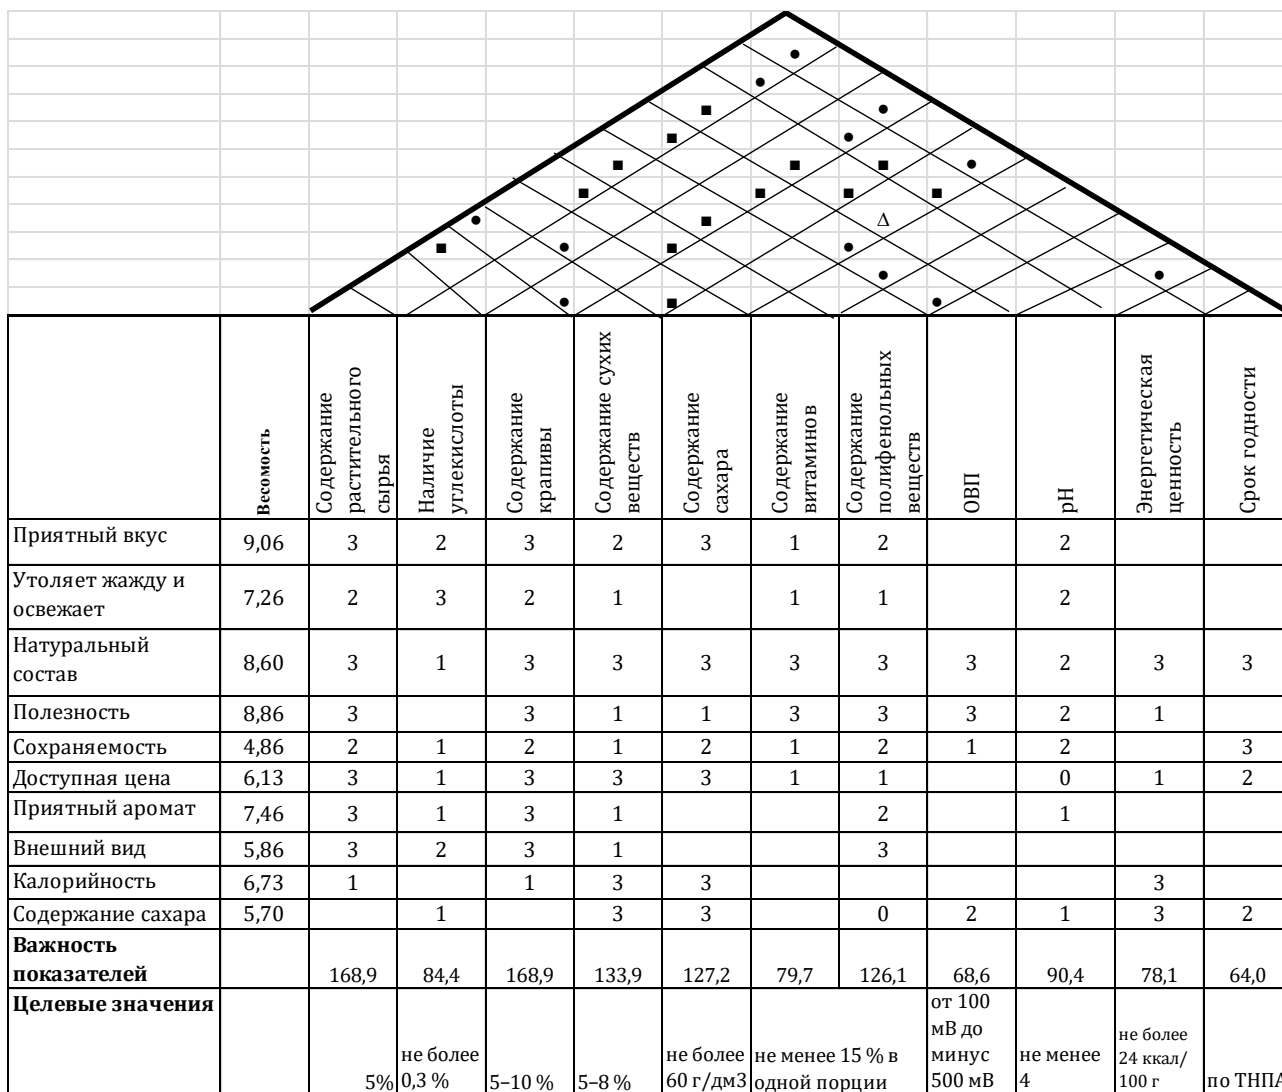 Весомость
Содержание растительного сырья
Наличие углекислоты
Содержание крапивы
Содержание сухих веществ
Содержание сахара
Содержание витаминов
Содержание полифенольных веществ
ОВП
pH
Энергетическая ценность
Срок годности
Приятный вкус 9,06 3 2 3 2 3 1 2 2
Утоляет жажду и
освежает 7,26 2 3 2 1 1 1 2
Натуральный
состав 8,60 3 1 3 3 3 3 3 3 2 3 3
Полезность 8,86 3 3 1 1 3 3 3 2 1
Сохраняемость 4,86 2 1 2 1 2 1 2 1 2 3
Доступная цена 6,13 3 1 3 3 3 1 1 0 1 2
Приятный аромат 7,46 3 1 3 1 2 1
Внешний вид 5,86 3 2 3 1 3
Калорийность 6,73 1 1 3 3 3
Содержание сахара 5,70 1 3 3 0 2 1 3 2
Важность
показателей 168,9 84,4 168,9 133,9 127,2 79,7 126,1 68,6 90,4 78,1 64,0
Целевые значения
5%
не более
0,3 %
5–10 %
5–8 %
не более
60 г/дм3
не менее 15 % в
одной порции
от 100
мВ до
минус
500 мВ
не менее
4
не более
24 ккал/
100 г
по ТНПА